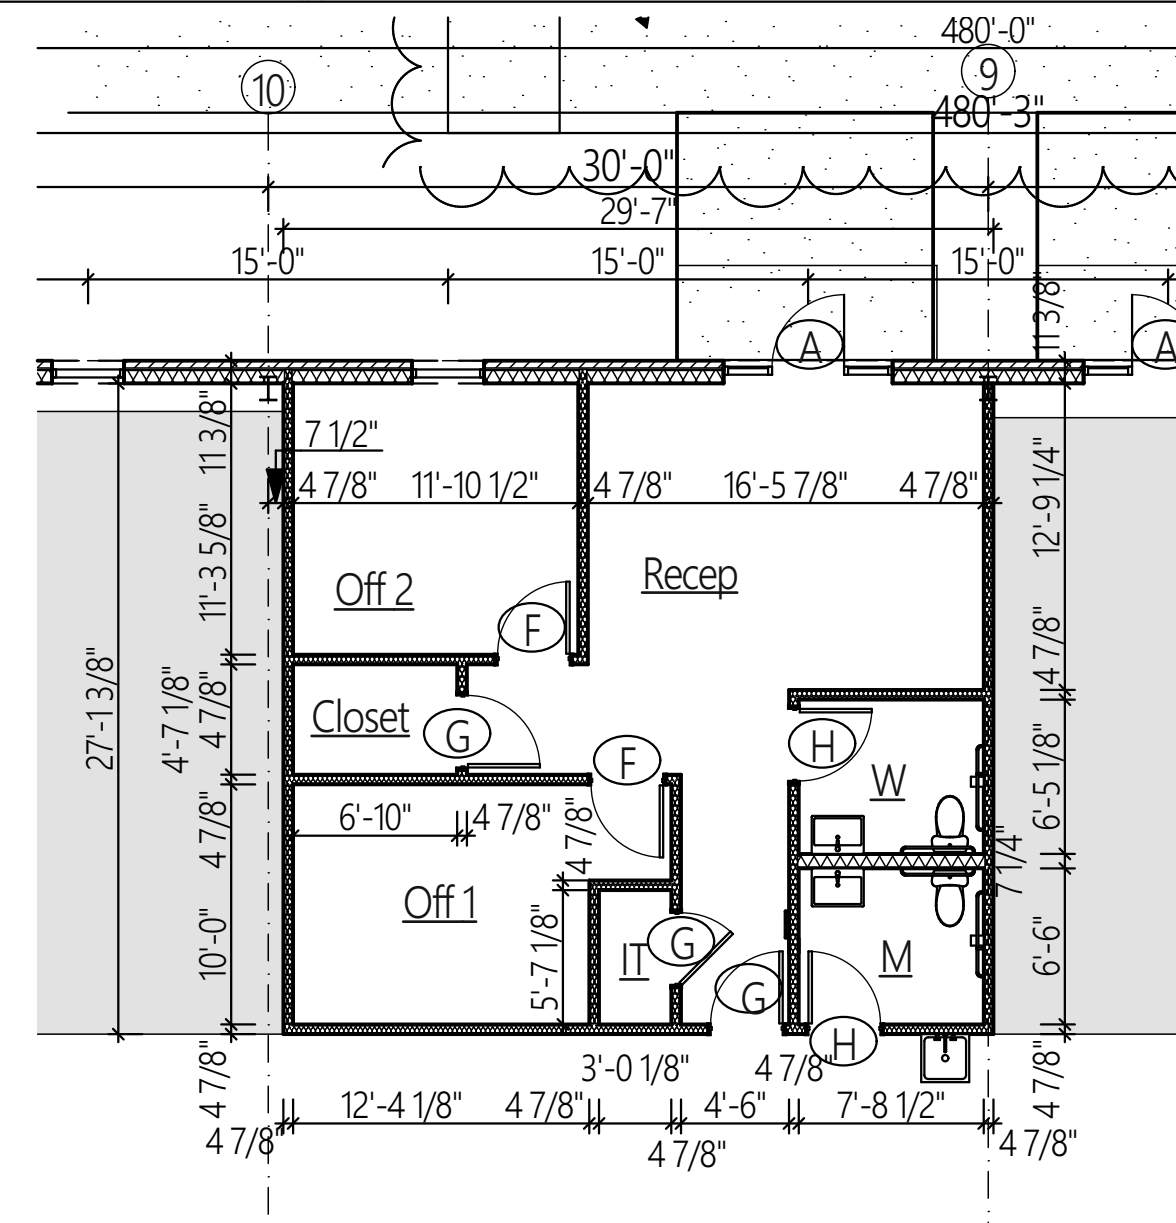 480'-0"
10
9
480'-3"
30'-0"
29'-7"
15'-0"
15'-0"
15'-0"
11 3/8"
A
A
11 3/8"
7 1/2"
4 7/8"
11'-10 1/2"
4 7/8"
16'-5 7/8"
4 7/8"
12'-9 1/4"
11'-3 5/8"
Off 2
Recep
F
4 7/8"
27'-1 3/8"
4'-7 1/8"
4 7/8"
Closet
G
F
H
W
6'-5 1/8"
4 7/8"
6'-10"
4 7/8"
4 7/8"
7 1/4"
Off 1
10'-0"
5'-7 1/8"
IT
G
G
M
6'-6"
H
4 7/8"
3'-0 1/8"
4 7/8"
4 7/8"
12'-4 1/8"
4 7/8"
4'-6"
7'-8 1/2"
4 7/8"
4 7/8"
4 7/8"